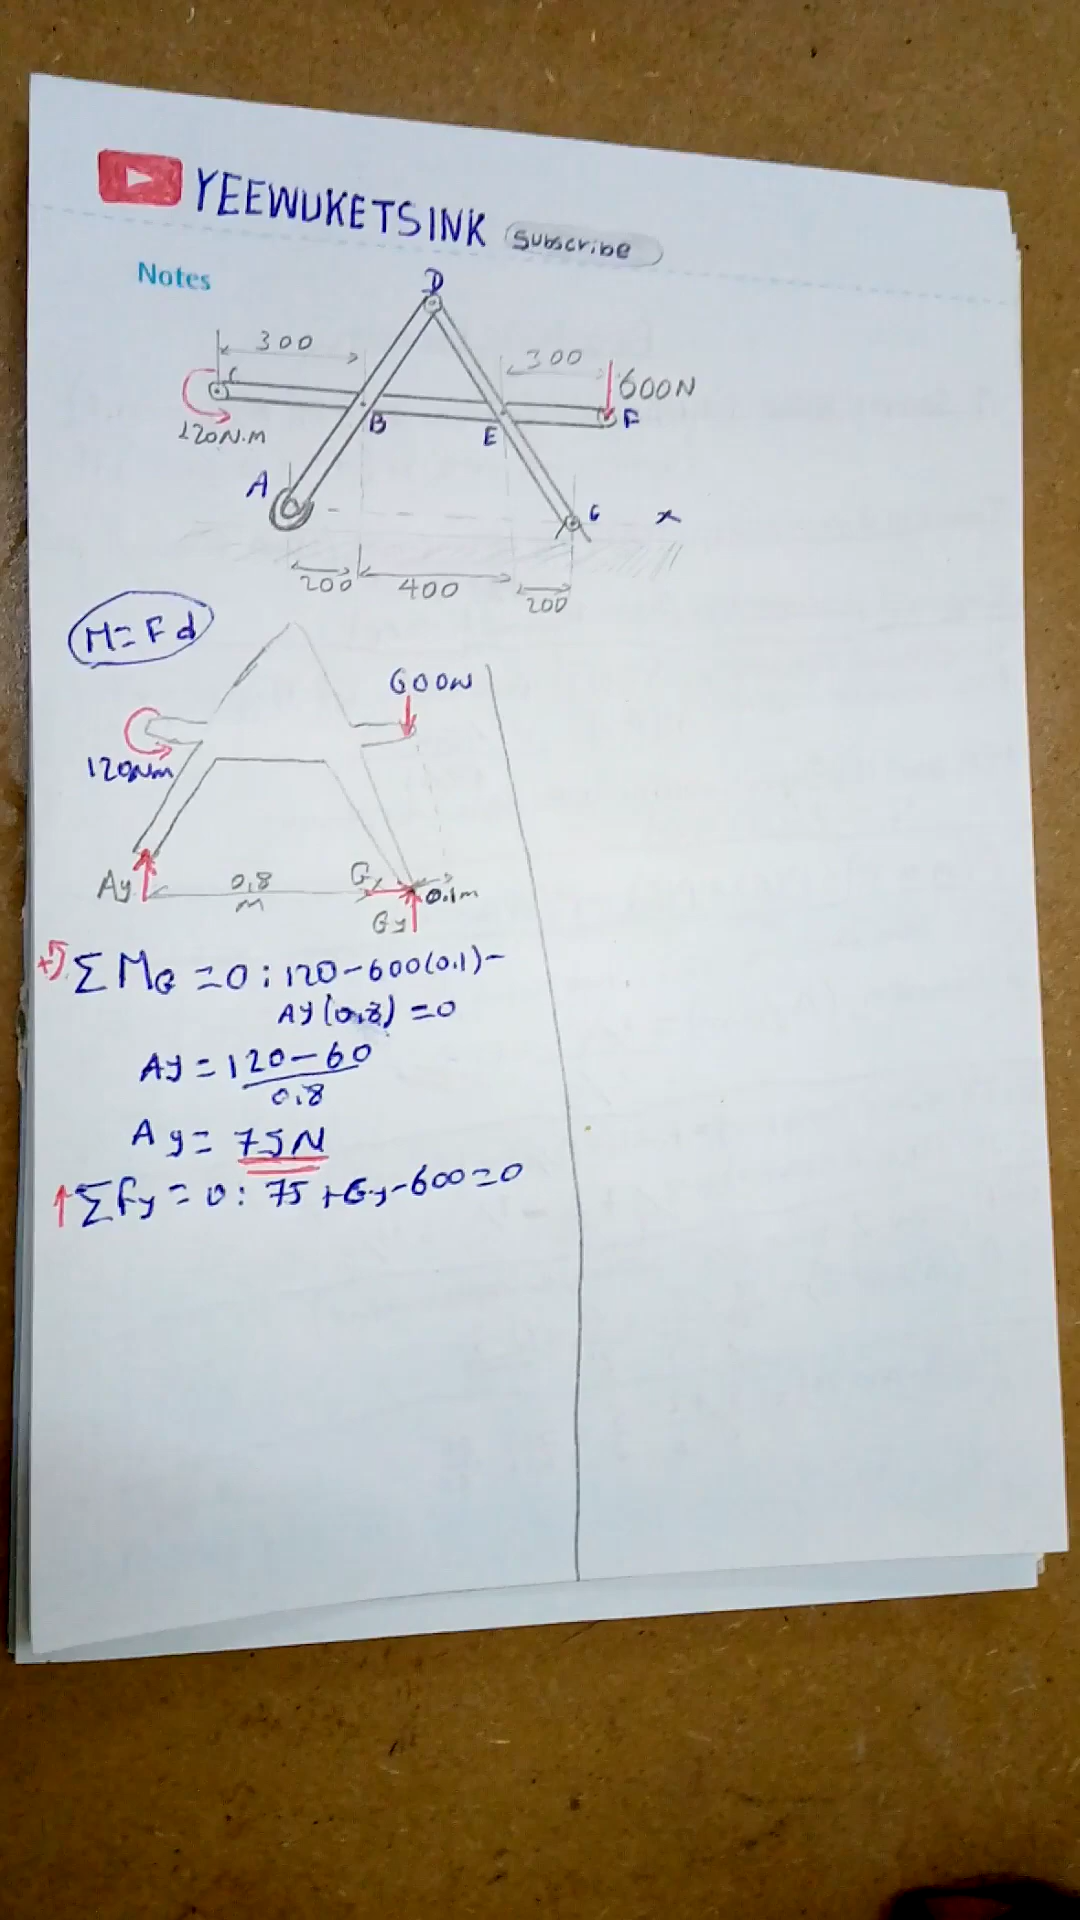 YEEWUKETSINK subscribe
Notes
D
300
300
600N
C
120N.m
B
E
F
A
G
x
200
400
200
M=Fd
600N
120Nm
Ay
0,8
m
Gx
0.1m
Gy
+ΣMG=0: 120-600(0.1)-
Ay(0.8)=0
Ay=120-60
0.8
Ay= 75N
↑ΣFy=0: 75+Gy-600=0